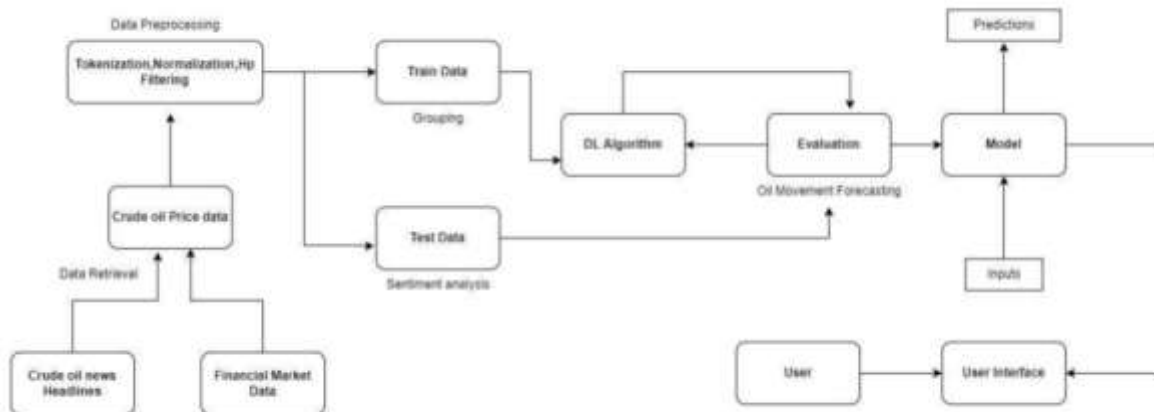 Data Preprocessing
Tokenization,Normalization,Hp
Filtering
Train Data
Grouping
DL Algorithm
Evaluation
Oil Movement Forecasting
Predictions
Model
Inputs
Crude oil Price data
Data Retrieval
Test Data
Sentiment analysis
Crude oil news
Headlines
Financial Market
Data
User
User Interface